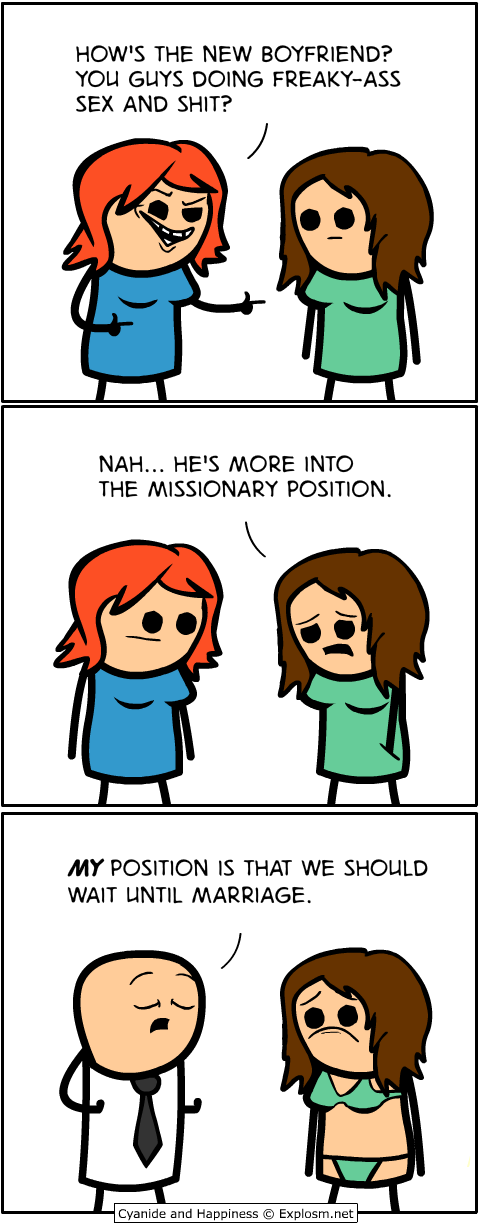 HOW'S THE NEW BOYFRIEND?
YOU GUYS DOING FREAKY-ASS
SEX AND SHIT?
NAH... HE'S MORE INTO
THE MISSIONARY POSITION.
MY POSITION IS THAT WE SHOULD
WAIT UNTIL MARRIAGE.
Cyanide and Happiness © Explosm.net